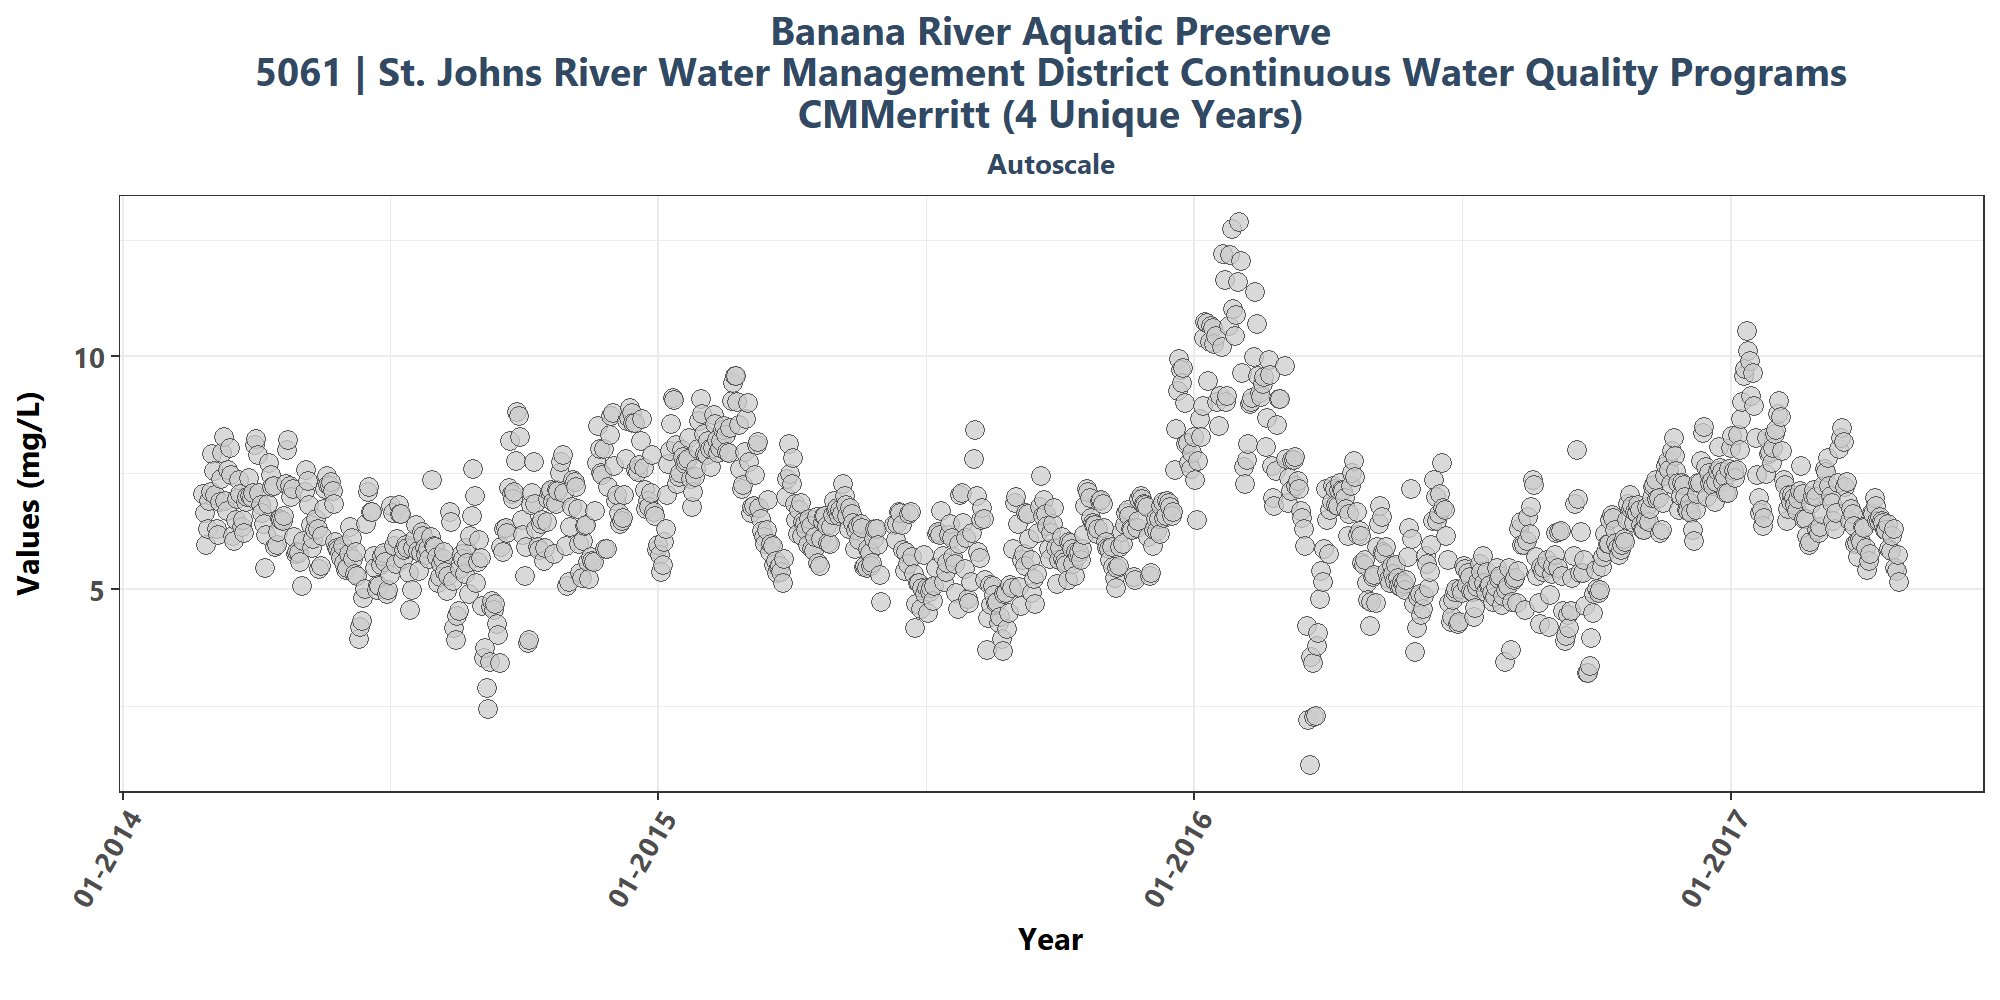 Banana River Aquatic Preserve
5061 | St. Johns River Water Management District Continuous Water Quality Programs
CMMerritt (4 Unique Years)
Autoscale
Values (mg/L)
10
5
01-2014
01-2015
01-2016
01-2017
Year